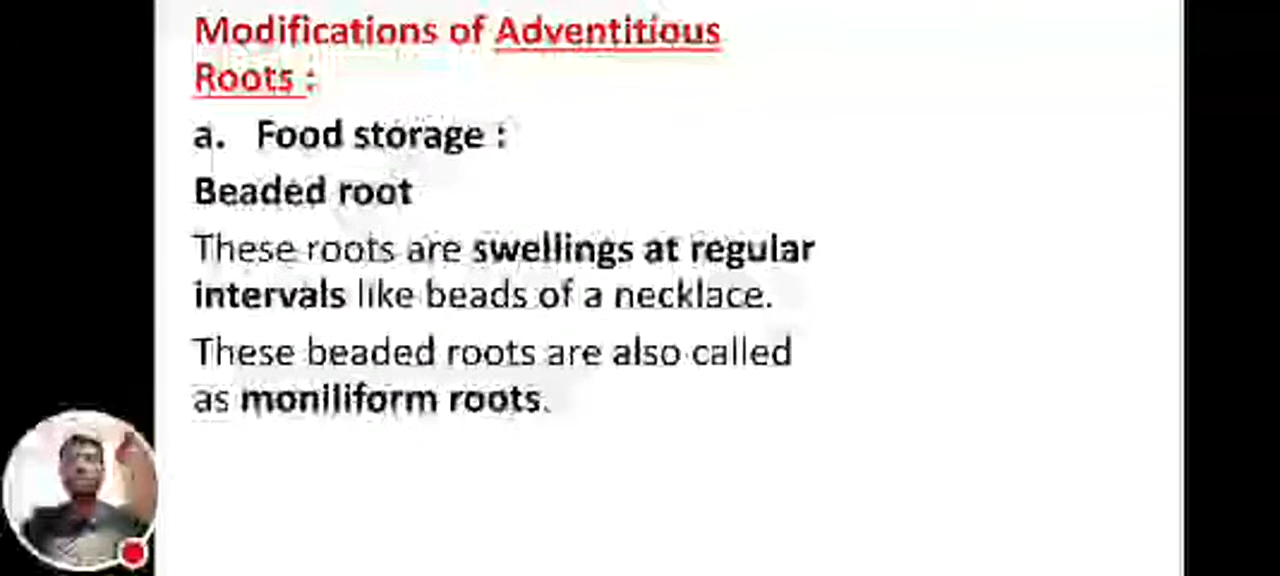 Modifications of Adventitious
Roots :
a. Food storage :
Beaded root
These roots are swellings at regular
intervals like beads of a necklace.
These beaded roots are also called
as moniliform roots.